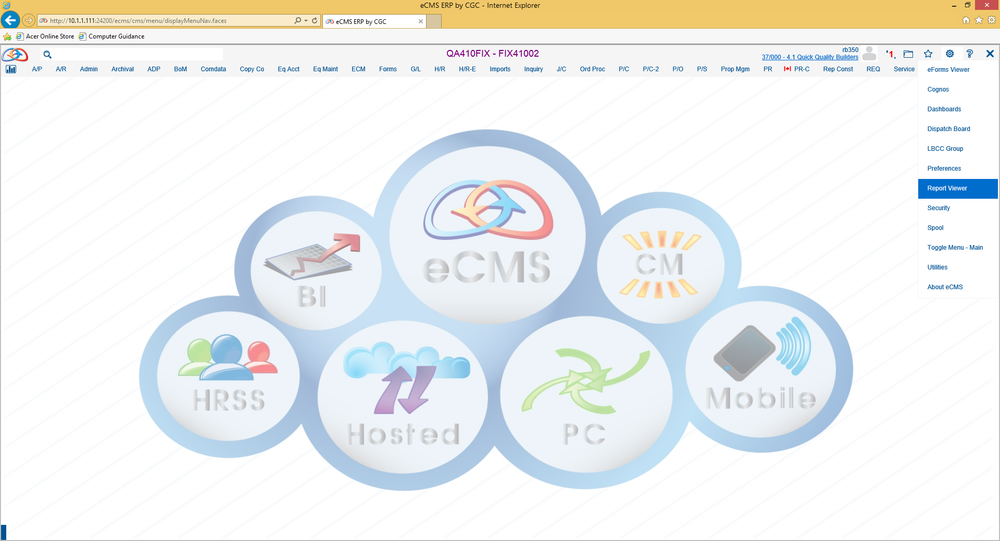 eCMS ERP by CGC - Internet Explorer
http://10.1.1.111:24200/ecms/cms/menu/displayMenuNav.faces
eCMS ERP by CGC
Acer Online Store
Computer Guidance
QA410FIX - FIX41002
rb350
37/000 - 4.1 Quick Quality Builders
1
A/P A/R Admin Archival ADP BoM Comdata Copy Co Eq Acct Eq Maint ECM Forms G/L H/R H/R-E Imports Inquiry J/C Ord Proc P/C P/C-2 P/O P/S Prop Mgm PR PR-C Rep Const REQ Service
eForms Viewer
Cognos
Dashboards
Dispatch Board
LBCC Group
Preferences
Report Viewer
Security
Spool
Toggle Menu - Main
Utilities
About eCMS
eCMS
BI
CM
HRSS
Hosted
PC
Mobile